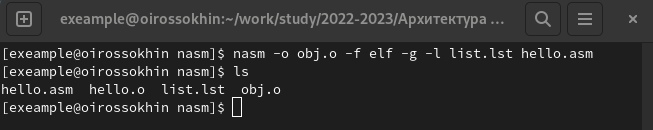 exeample@oirossokhin:~/work/study/2022-2023/Архитектура ...
[exeample@oirossokhin nasm]$ nasm -o obj.o -f elf -g -l list.lst hello.asm
[exeample@oirossokhin nasm]$ ls
hello.asm  hello.o  list.lst  obj.o
[exeample@oirossokhin nasm]$